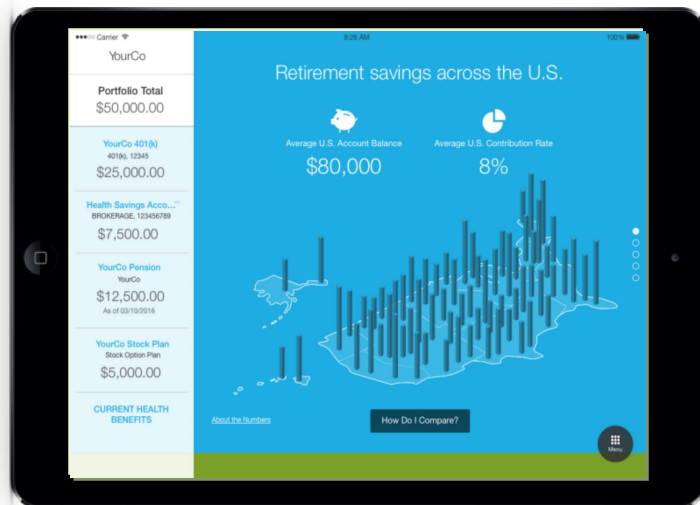 Carrier
8:26 AM
100%
YourCo
Portfolio Total
$50,000.00
YourCo 401(k)
401(k), 12345
$25,000.00
Health Savings Acco...
BROKERAGE, 123456789
$7,500.00
YourCo Pension
YourCo
$12,500.00
As of 03/10/2016
YourCo Stock Plan
Stock Option Plan
$5,000.00
CURRENT HEALTH
BENEFITS
Retirement savings across the U.S.
Average U.S. Account Balance
$80,000
Average U.S. Contribution Rate
8%
About the Numbers
How Do I Compare?
Menu